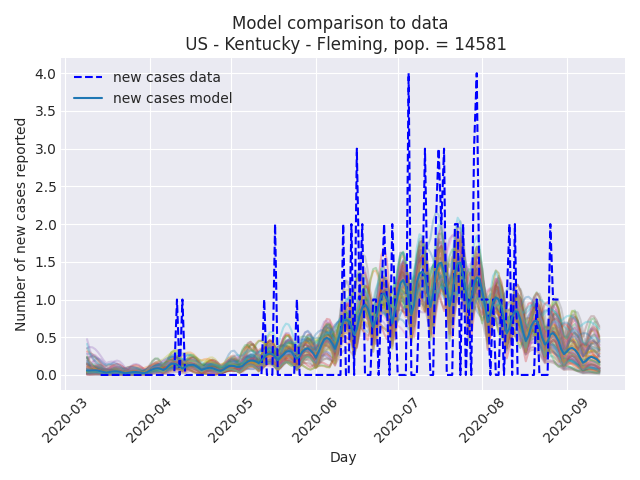 Model comparison to data
US - Kentucky - Fleming, pop. = 14581
new cases data
new cases model
Number of new cases reported
4.0
3.5
3.0
2.5
2.0
1.5
1.0
0.5
0.0
2020-03
2020-04
2020-05
2020-06
2020-07
2020-08
2020-09
Day